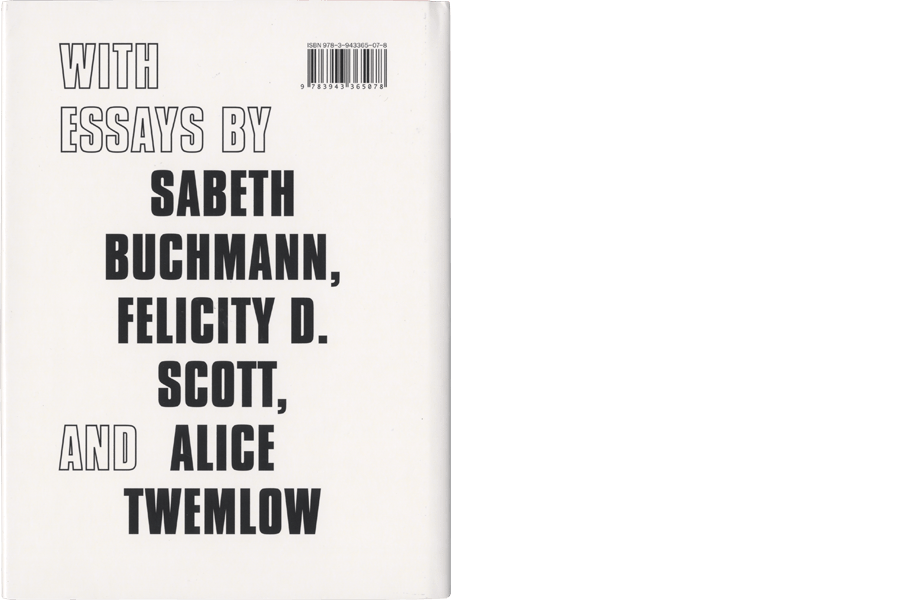 WITH
ESSAYS BY
SABETH
BUCHMANN,
FELICITY D.
SCOTT,
AND ALICE
TWEMLOW
ISBN 978-3-943365-07-8
9 783943 365078